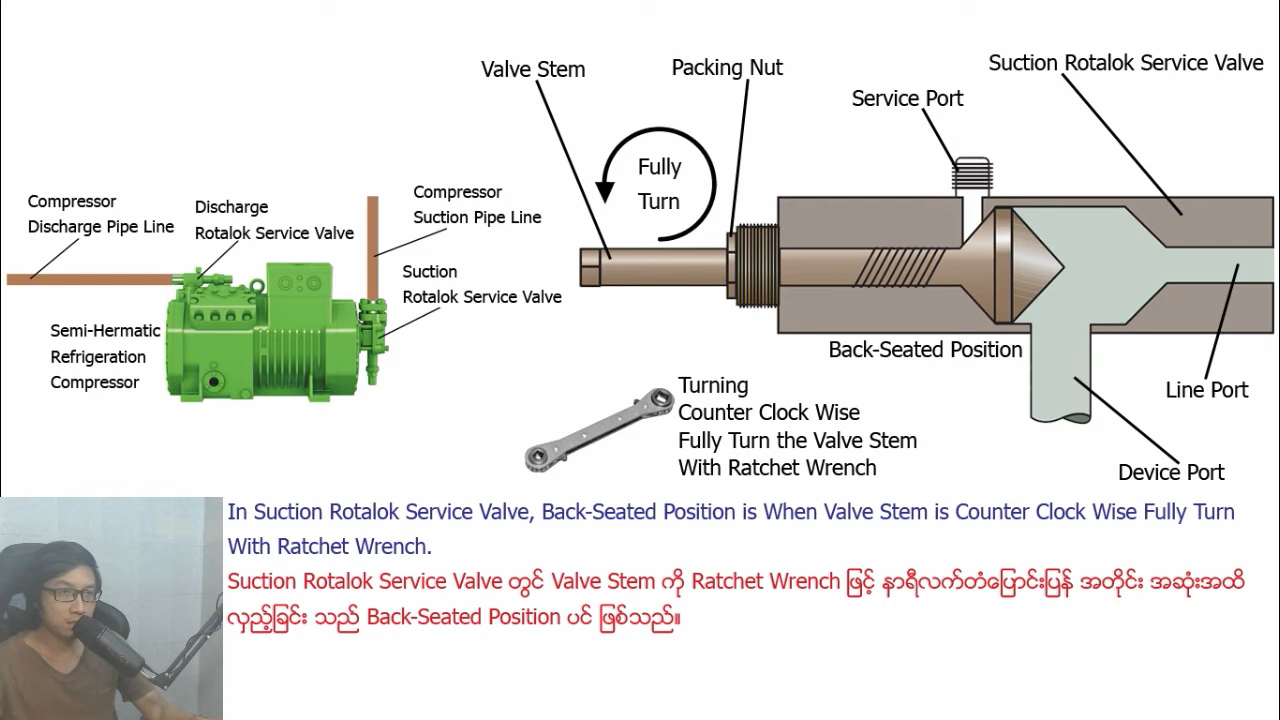 Valve Stem
Packing Nut
Suction Rotalok Service Valve
Service Port
Fully
Turn
Compressor
Discharge Pipe Line
Discharge
Rotalok Service Valve
Compressor
Suction Pipe Line
Suction
Rotalok Service Valve
Semi-Hermatic
Refrigeration
Compressor
Back-Seated Position
Line Port
Device Port
Turning
Counter Clock Wise
Fully Turn the Valve Stem
With Ratchet Wrench
In Suction Rotalok Service Valve, Back-Seated Position is When Valve Stem is Counter Clock Wise Fully Turn
With Ratchet Wrench.
Suction Rotalok Service Valve တွင် Valve Stem ကို Ratchet Wrench ဖြင့် နာရီလက်တံပြောင်းပြန် အတိုင်း အဆုံးအထိ
လှည့်ခြင်း သည် Back-Seated Position ပင် ဖြစ်သည်။